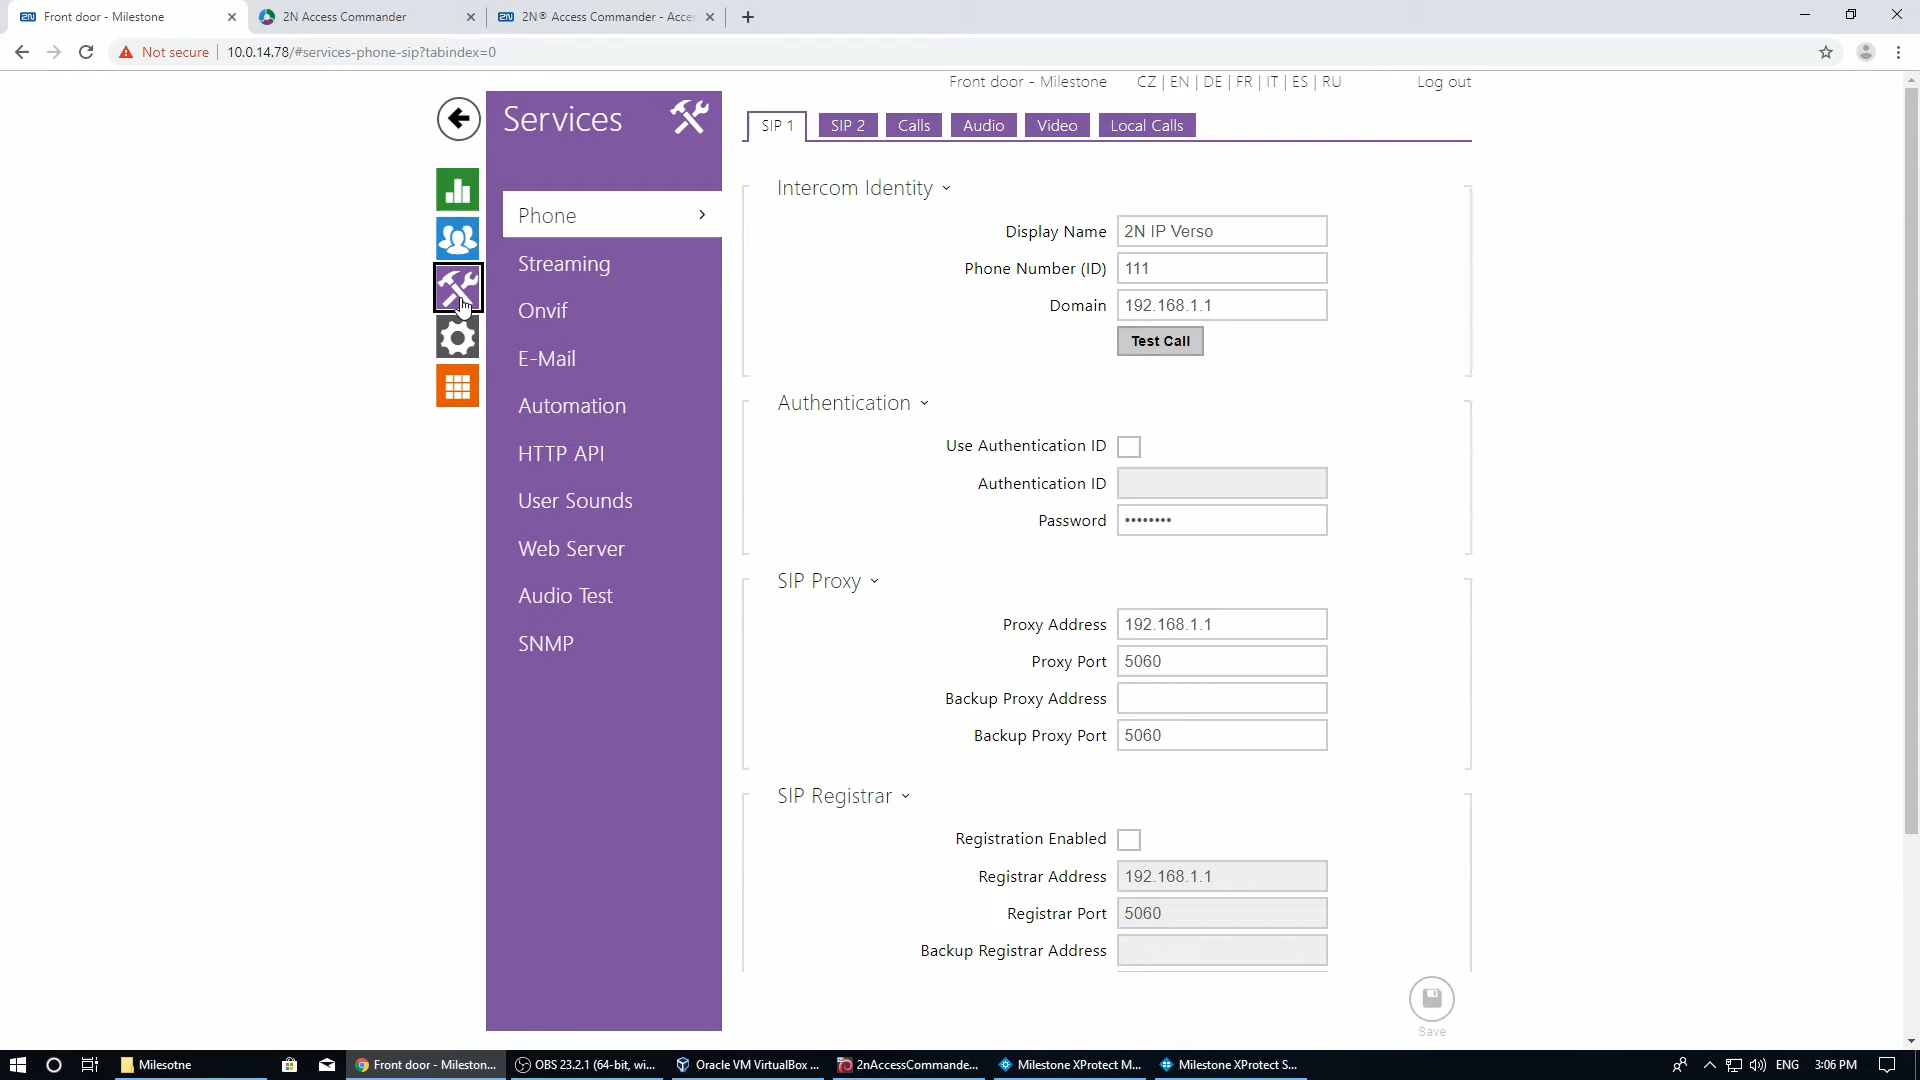 Front door - Milestone
2N Access Commander
2N® Access Commander - Acces
Not secure
10.0.14.78/#services-phone-sip?tabindex=0
Front door - Milestone
CZ | EN | DE | FR | IT | ES | RU
Log out
Services
SIP 1
SIP 2
Calls
Audio
Video
Local Calls
Phone
Streaming
Onvif
E-Mail
Automation
HTTP API
User Sounds
Web Server
Audio Test
SNMP
Intercom Identity
Display Name 2N IP Verso
Phone Number (ID) 111
Domain 192.168.1.1
Test Call
Authentication
Use Authentication ID
Authentication ID
Password ••••••••
SIP Proxy
Proxy Address 192.168.1.1
Proxy Port 5060
Backup Proxy Address
Backup Proxy Port 5060
SIP Registrar
Registration Enabled
Registrar Address 192.168.1.1
Registrar Port 5060
Backup Registrar Address
Save
Milesotne
Front door - Mileston...
OBS 23.2.1 (64-bit, wi...
Oracle VM VirtualBox ...
2nAccessCommande...
Milestone XProtect M...
Milestone XProtect S...
ENG
3:06 PM